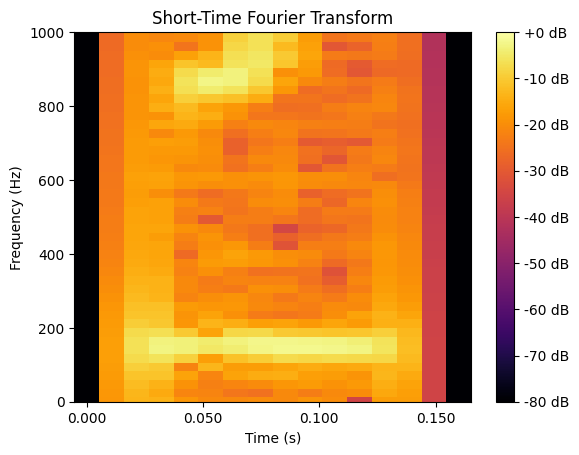 Short-Time Fourier Transform
1000
800
600
400
200
0
Frequency (Hz)
0.000
0.050
0.100
0.150
Time (s)
+0 dB
-10 dB
-20 dB
-30 dB
-40 dB
-50 dB
-60 dB
-70 dB
-80 dB